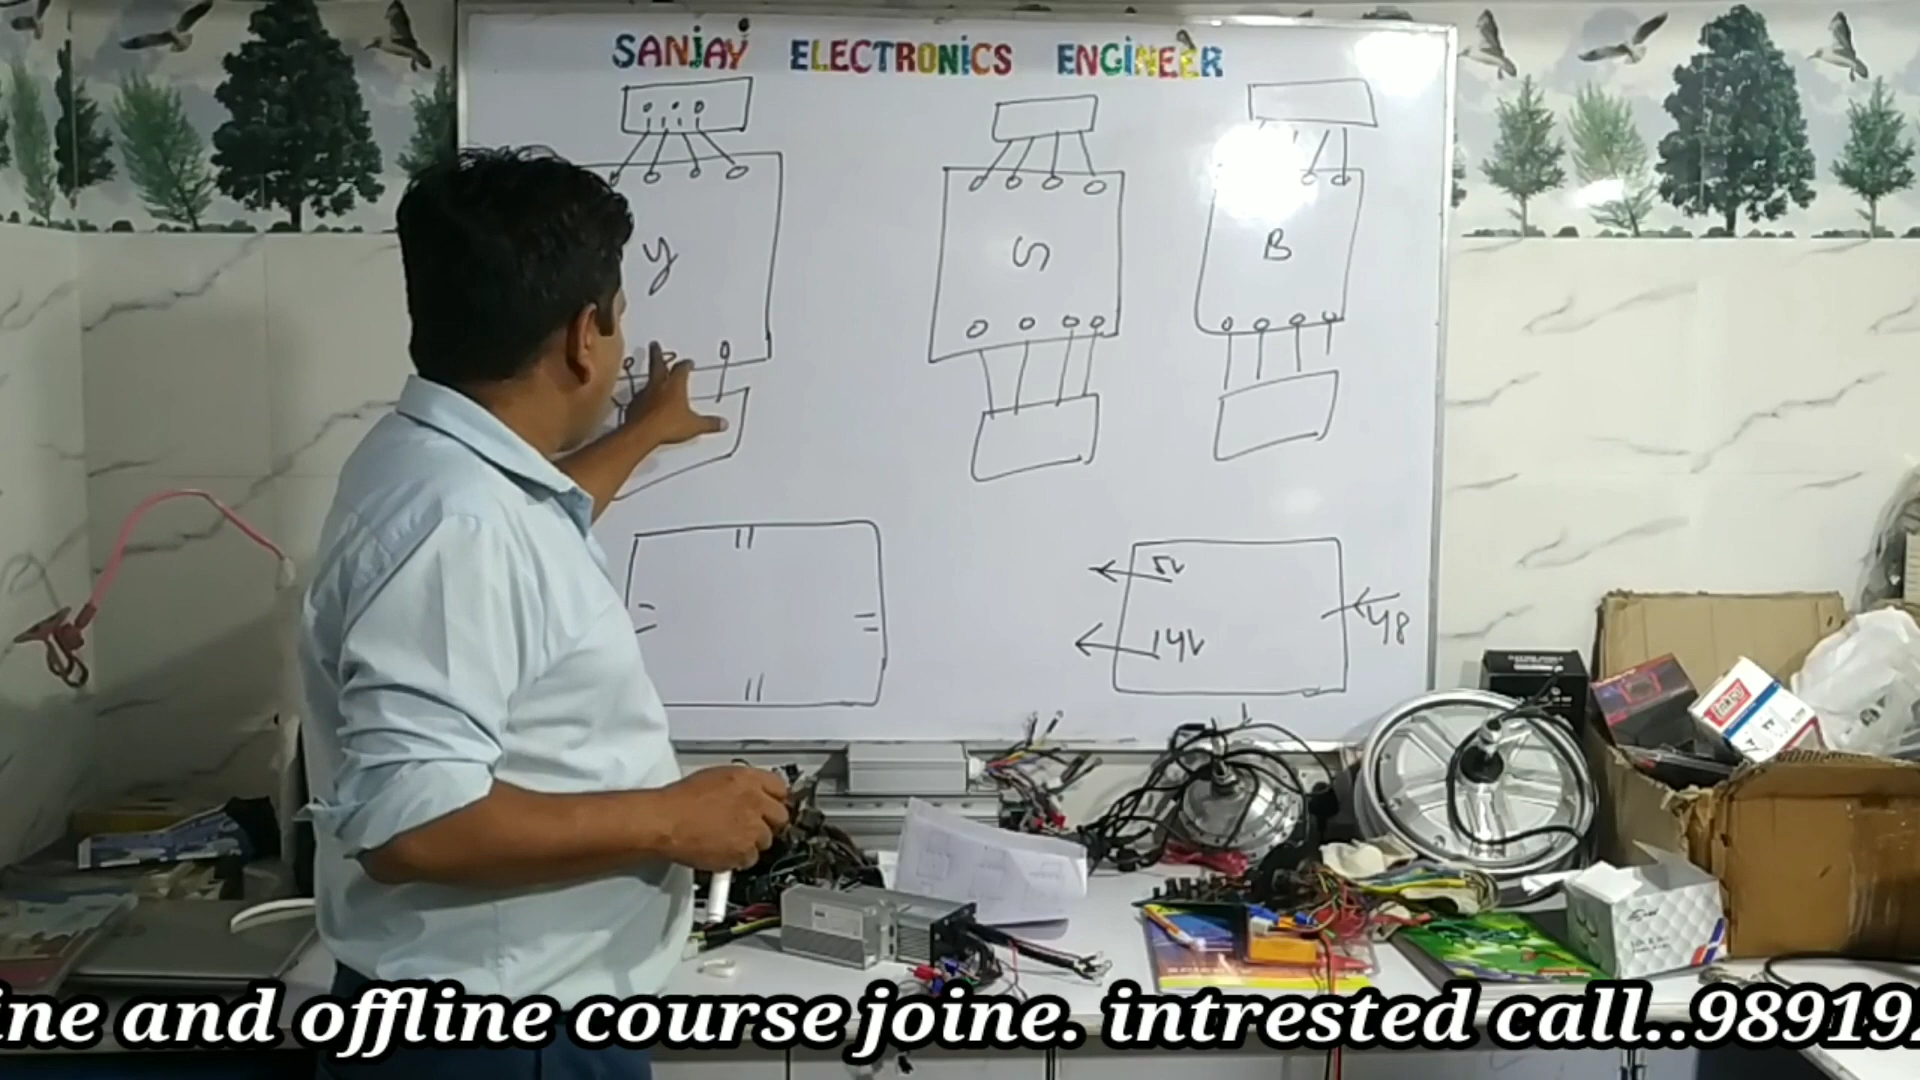 SANJAY ELECTRONICS ENGINEER
y
G
B
5V
14V
48
ine and offline course joine. intrested call..98919